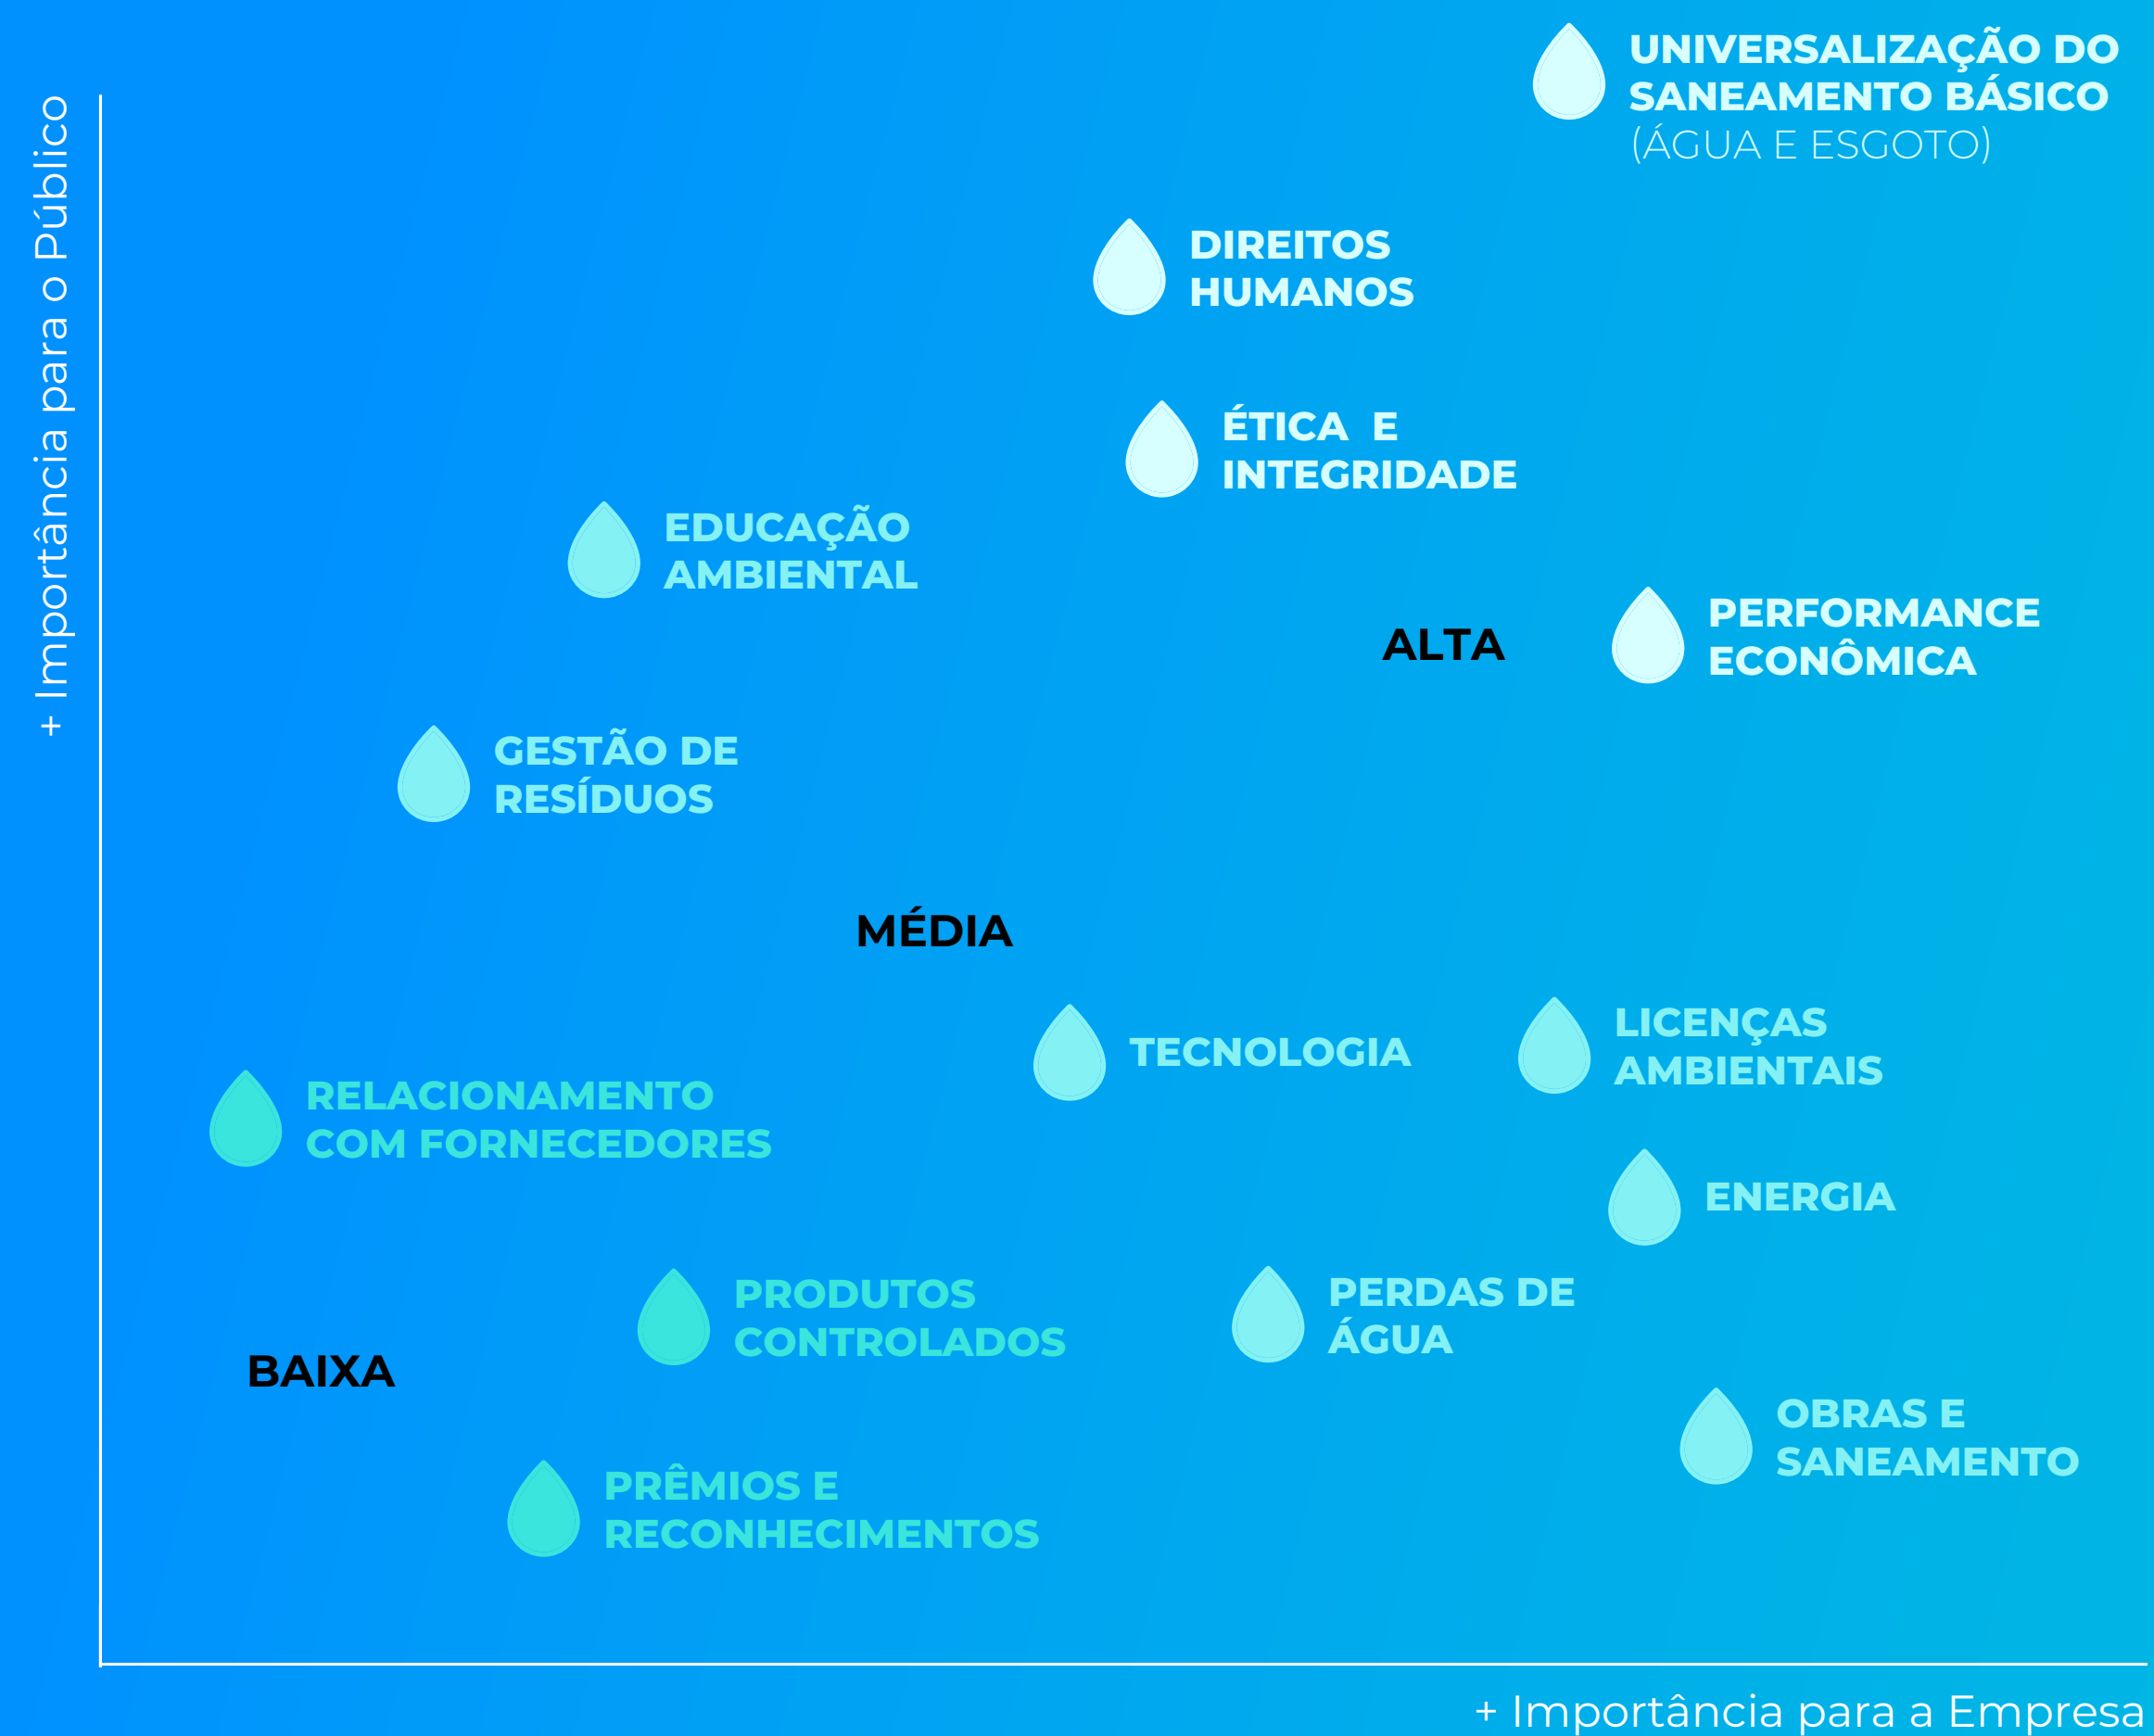 UNIVERSALIZAÇÃO DO
SANEAMENTO BÁSICO
(ÁGUA E ESGOTO)
+ Importância para o Público
DIREITOS
HUMANOS
ÉTICA E
INTEGRIDADE
EDUCAÇÃO
AMBIENTAL
ALTA
PERFORMANCE
ECONÔMICA
GESTÃO DE
RESÍDUOS
MÉDIA
TECNOLOGIA
LICENÇAS
AMBIENTAIS
RELACIONAMENTO
COM FORNECEDORES
ENERGIA
PRODUTOS
CONTROLADOS
PERDAS DE
ÁGUA
BAIXA
OBRAS E
SANEAMENTO
PRÊMIOS E
RECONHECIMENTOS
+ Importância para a Empresa